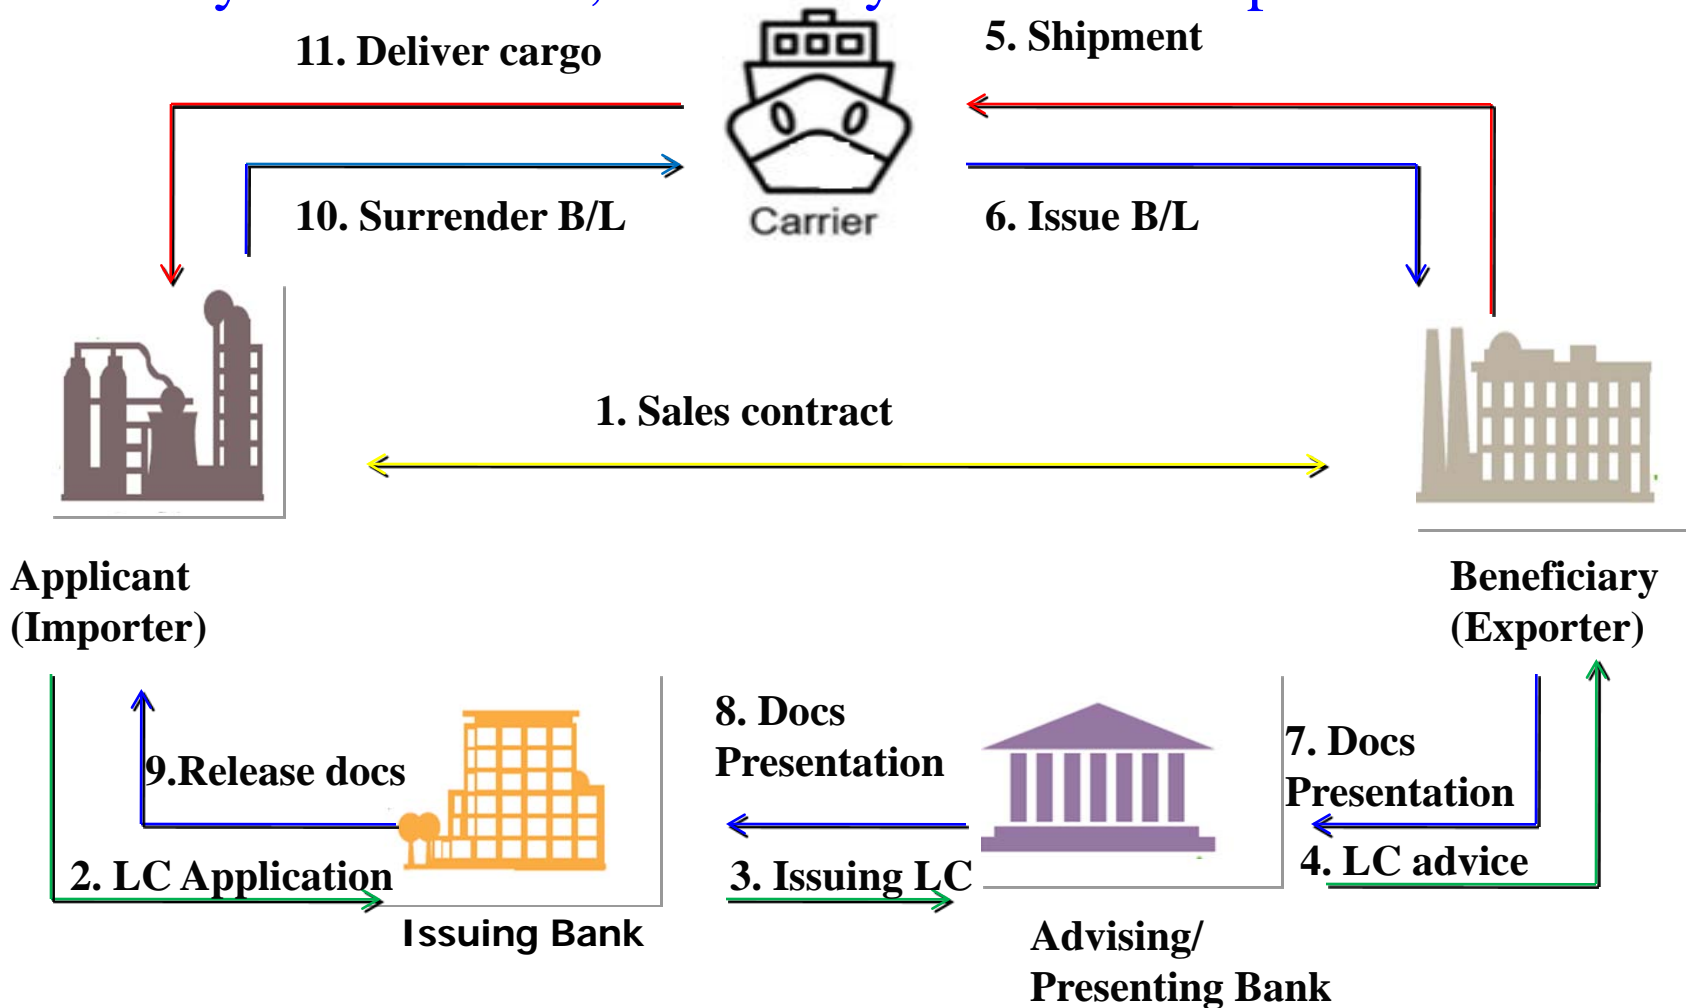 11. Deliver cargo
5. Shipment
10. Surrender B/L
Carrier
6. Issue B/L
1. Sales contract
Applicant
(Importer)
Beneficiary
(Exporter)
8. Docs
Presentation
7. Docs
Presentation
9.Release docs
2. LC Application
3. Issuing LC
4. LC advice
Issuing Bank
Advising/
Presenting Bank